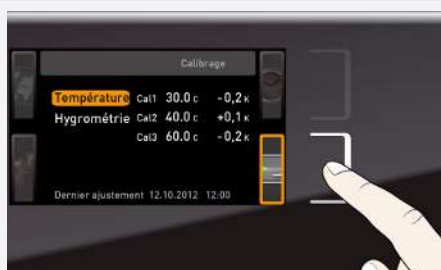 Calibrage
Température Cal1 30.0 c -0,2 K
Hygrométrie Cal2 40.0 c +0,1 K
Cal3 60.0 c -0,2 K
Dernier ajustement 12.10.2012 12:00